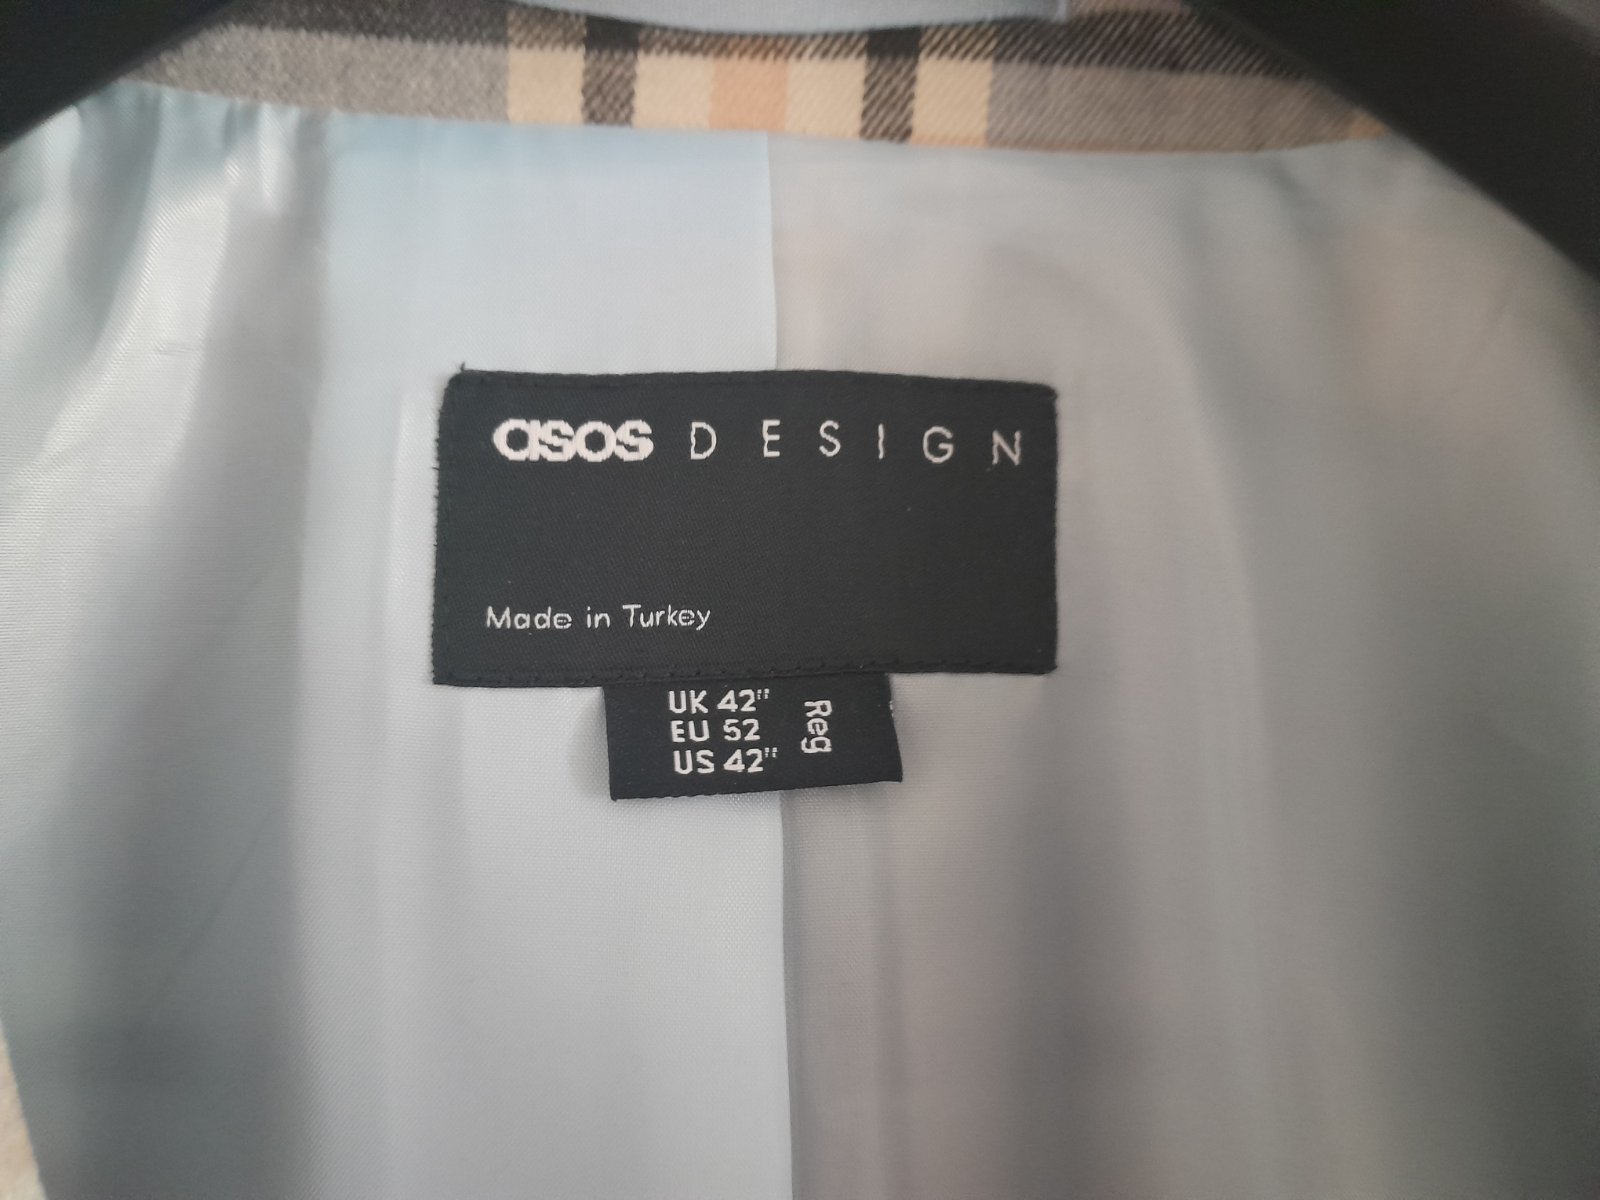 asos DESIGN
Made in Turkey
UK 42"
EU 52
US 42"
Reg